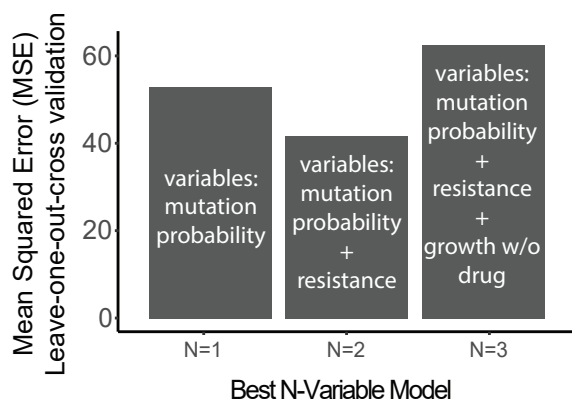 Mean Squared Error (MSE)
Leave-one-out-cross validation
60
40
20
0
variables:
mutation
probability
variables:
mutation
probability
+
resistance
variables:
mutation
probability
+
resistance
+
growth w/o
drug
N=1
N=2
N=3
Best N-Variable Model